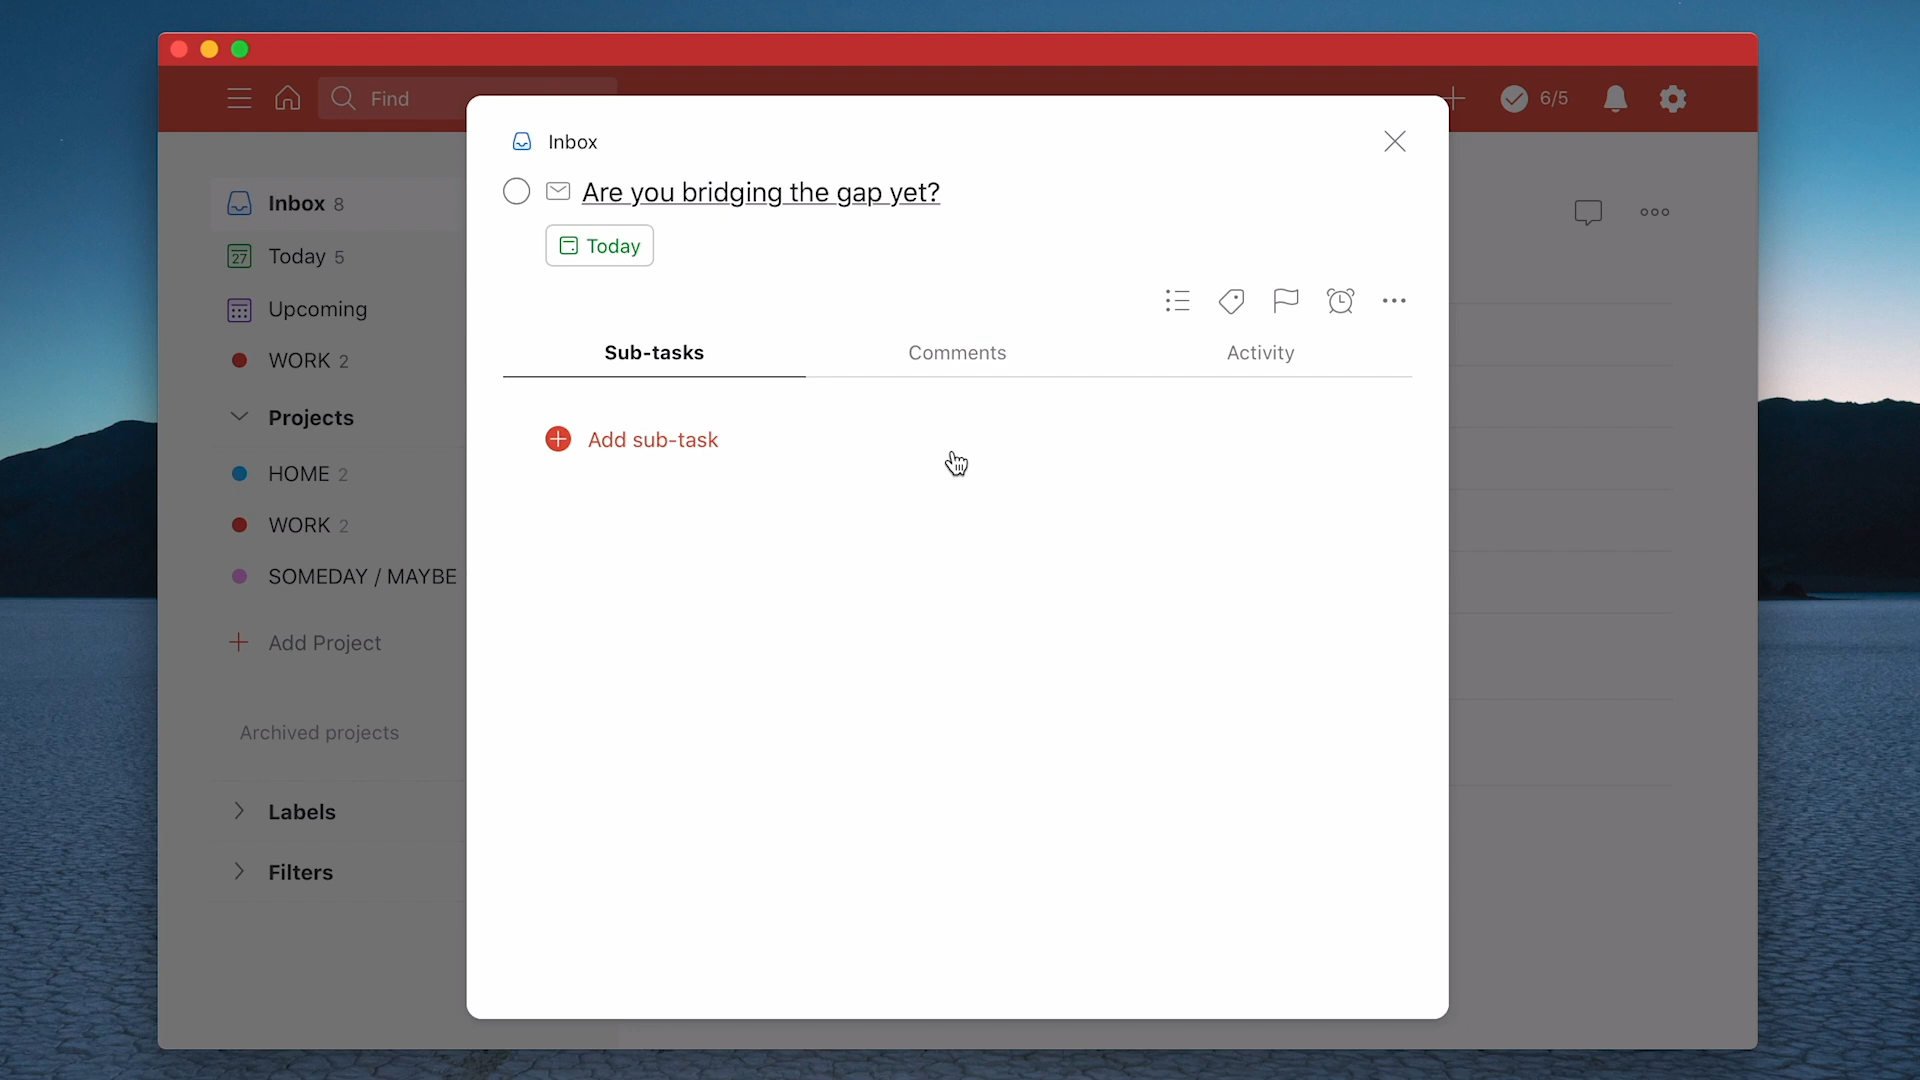 Find
6/5
Inbox 8
27
Today 5
Upcoming
WORK 2
Projects
HOME 2
WORK 2
SOMEDAY / MAYBE
Add Project
Archived projects
Labels
Filters
Inbox
Are you bridging the gap yet?
Today
Sub-tasks
Comments
Activity
Add sub-task